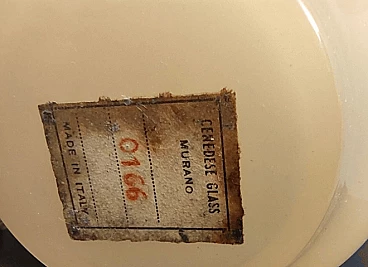 CENEDESE GLASS
MURANO
0166
MADE IN ITALY